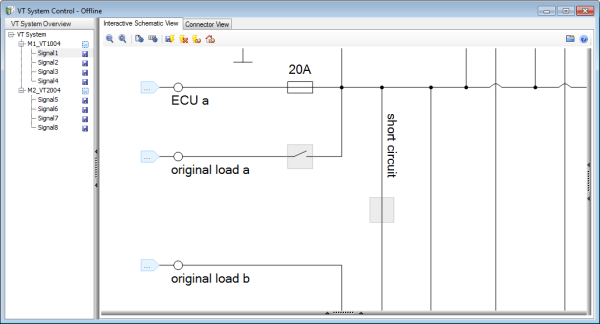 VT System Control - Offline
VT System Overview
Interactive Schematic View
Connector View
VT System
M1_VT1004
Signal1
Signal2
Signal3
Signal4
M2_VT2004
Signal5
Signal6
Signal7
Signal8
20A
...
ECU a
short circuit
...
original load a
...
original load b